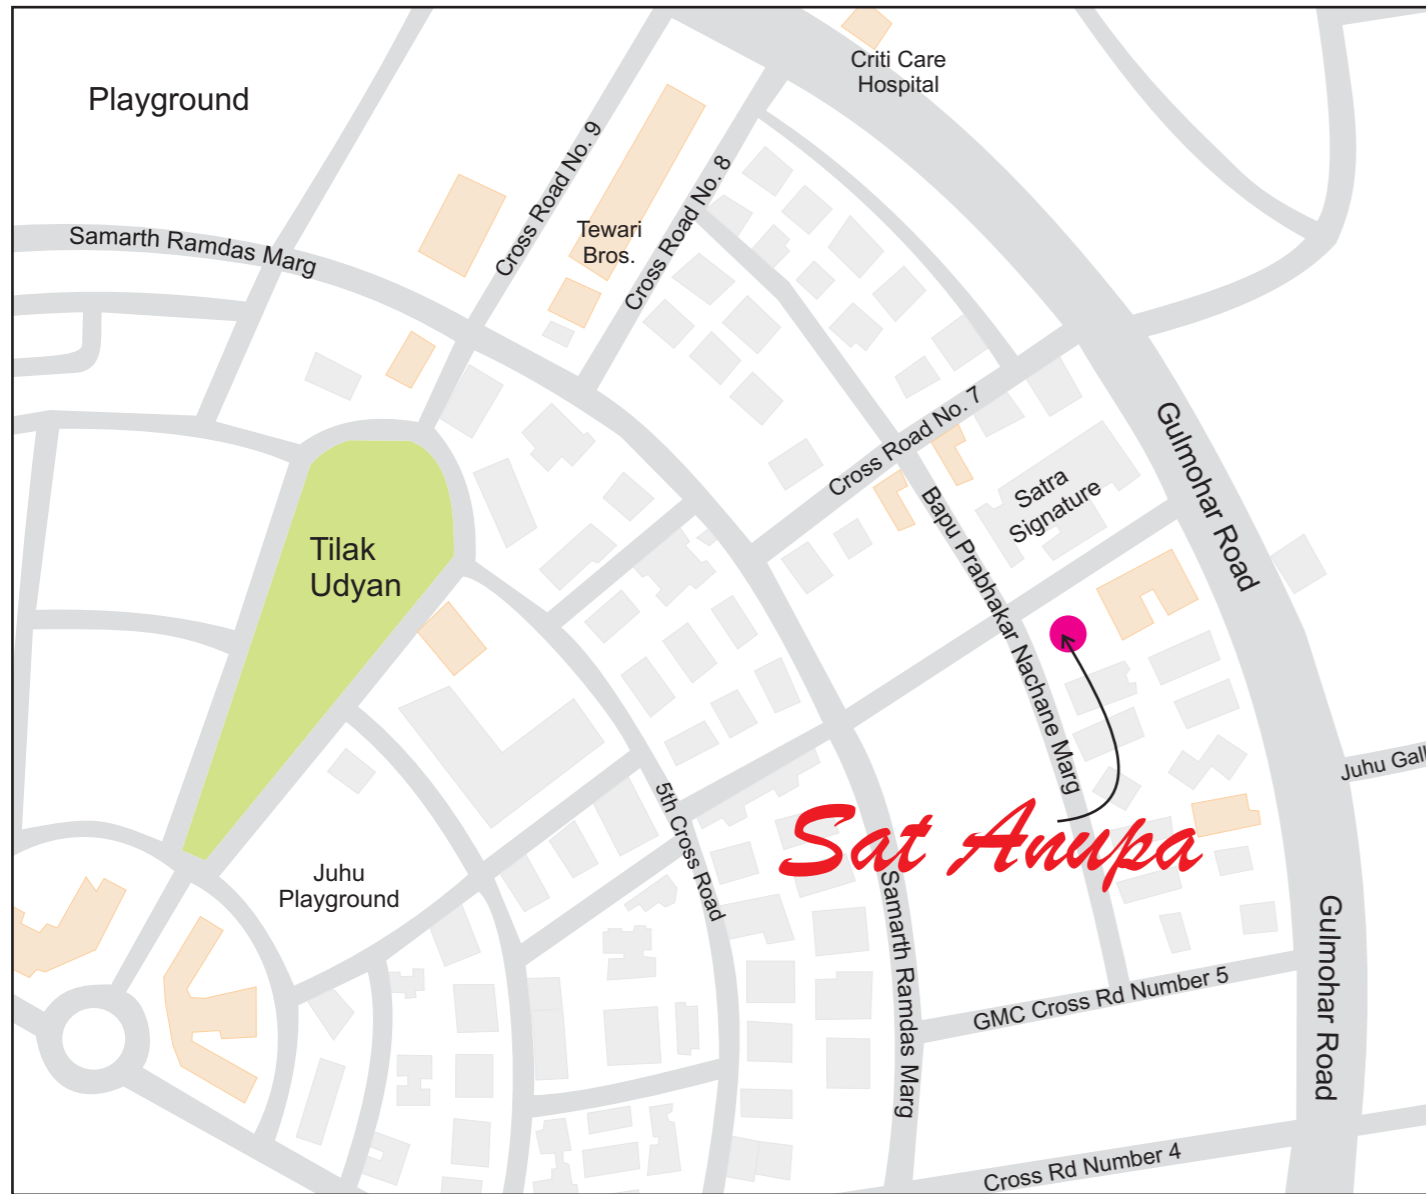 Criti Care
Hospital
Playground
Cross Road No. 9
Cross Road No. 8
Tewari
Bros.
Samarth Ramdas Marg
Cross Road No. 7
Gulmohar Road
Satra
Signature
Bapu Prabhakar Nachane Marg
Tilak
Udyan
Juhu Gall
5th Cross Road
Sat Anupa
Juhu
Playground
Samarth Ramdas Marg
Gulmohar Road
GMC Cross Rd Number 5
Cross Rd Number 4